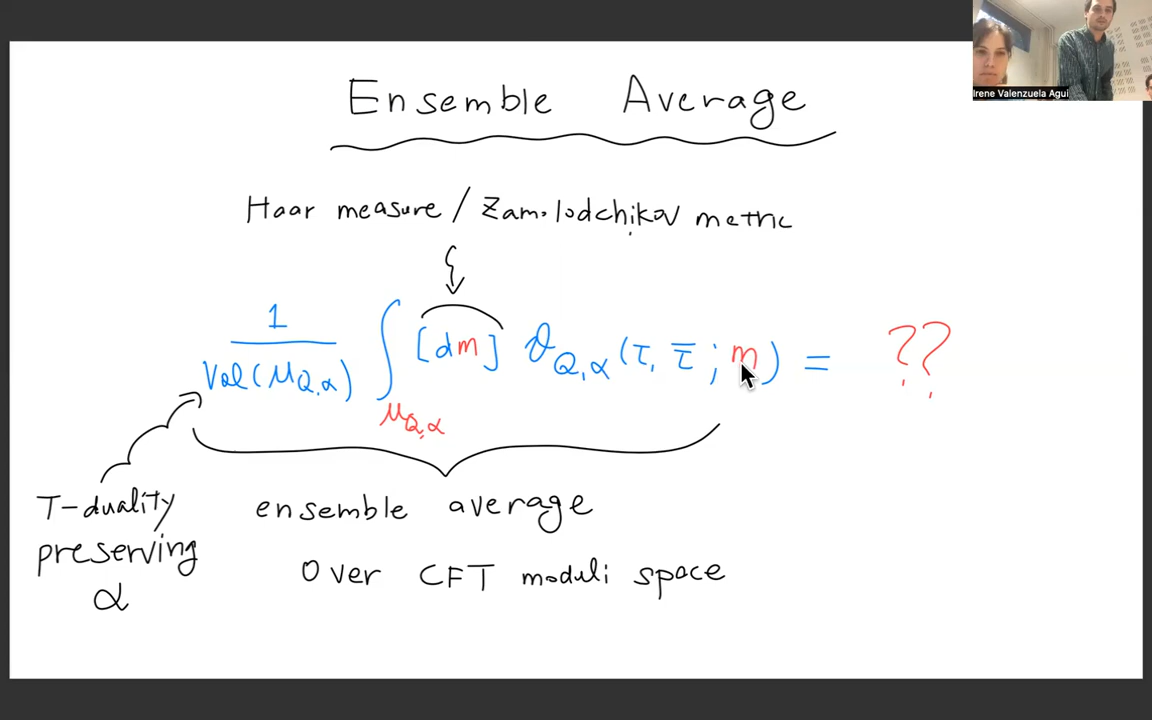 Irene Valenzuela Agui
Ensemble Average
Haar measure / Zamolodchikov metric
1/Vol(M_{Q,α}) ∫_{M_{Q,α}} [dm] ϑ_{Q,α}(τ, τ̄; m) = ??
T-duality
preserving
α
ensemble average
over CFT moduli space